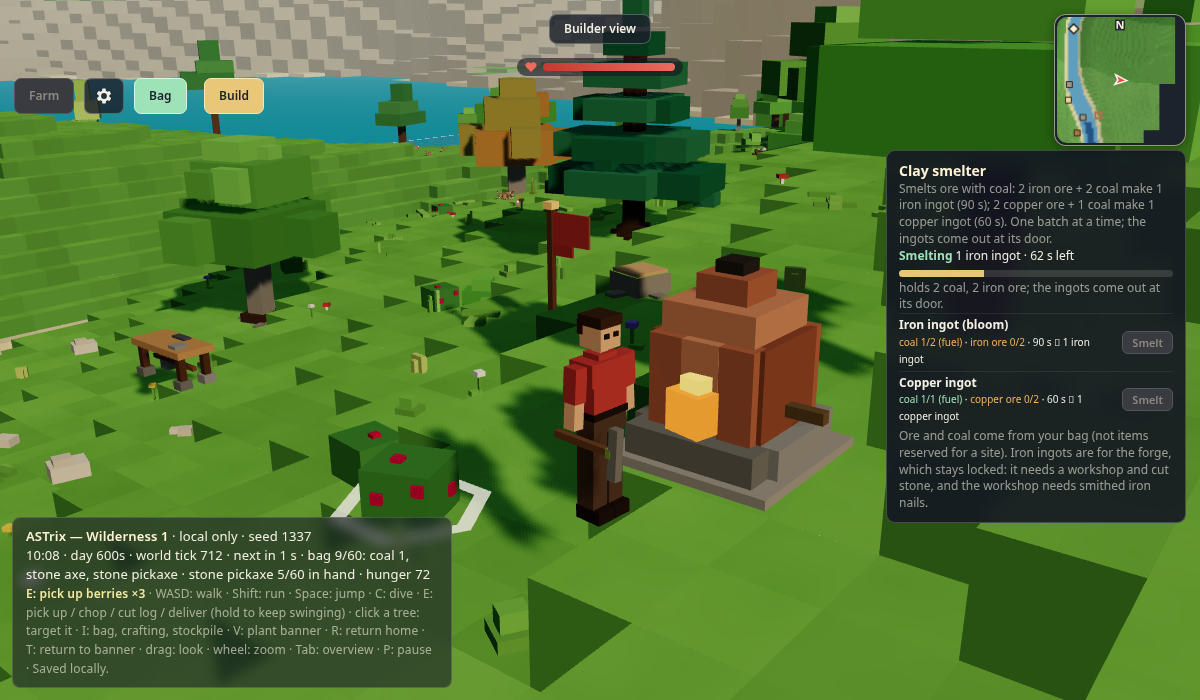 Builder view
N
Farm
Bag
Build
Clay smelter
Smelts ore with coal: 2 iron ore + 2 coal make 1
iron ingot (90 s); 2 copper ore + 1 coal make 1
copper ingot (60 s). One batch at a time; the
ingots come out at its door.
Smelting 1 iron ingot · 62 s left
holds 2 coal, 2 iron ore; the ingots come out at
its door.
Iron ingot (bloom)
coal 1/2 (fuel) · iron ore 0/2 · 90 s ▯ 1 iron
ingot
Smelt
Copper ingot
coal 1/1 (fuel) · copper ore 0/2 · 60 s ▯ 1
copper ingot
Smelt
Ore and coal come from your bag (not items
reserved for a site). Iron ingots are for the forge,
which stays locked: it needs a workshop and cut
stone, and the workshop needs smithed iron
nails.
ASTrix — Wilderness 1 · local only · seed 1337
10:08 · day 600s · world tick 712 · next in 1 s · bag 9/60: coal 1,
stone axe, stone pickaxe · stone pickaxe 5/60 in hand · hunger 72
E: pick up berries ×3 · WASD: walk · Shift: run · Space: jump · C: dive · E:
pick up / chop / cut log / deliver (hold to keep swinging) · click a tree:
target it · I: bag, crafting, stockpile · V: plant banner · R: return home ·
T: return to banner · drag: look · wheel: zoom · Tab: overview · P: pause
· Saved locally.